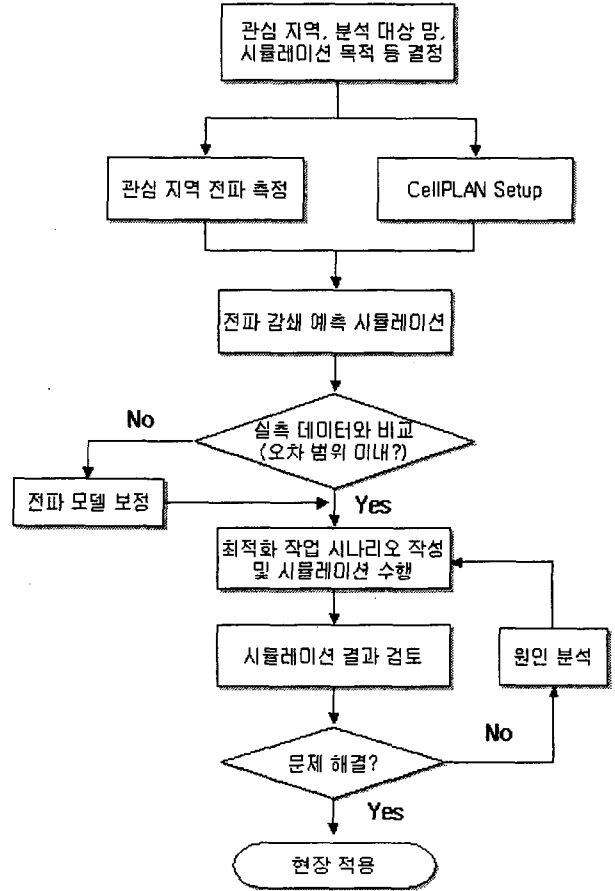 관심 지역, 분석 대상 망,
시뮬레이션 목적 등 결정
관심 지역 전파 측정
CellPLAN Setup
전파 감쇄 예측 시뮬레이션
실측 데이터와 비교
(오차 범위 이내?)
No
전파 모델 보정
Yes
최적화 작업 시나리오 작성
및 시뮬레이션 수행
시뮬레이션 결과 검토
원인 분석
문제 해결?
No
Yes
현장 적용